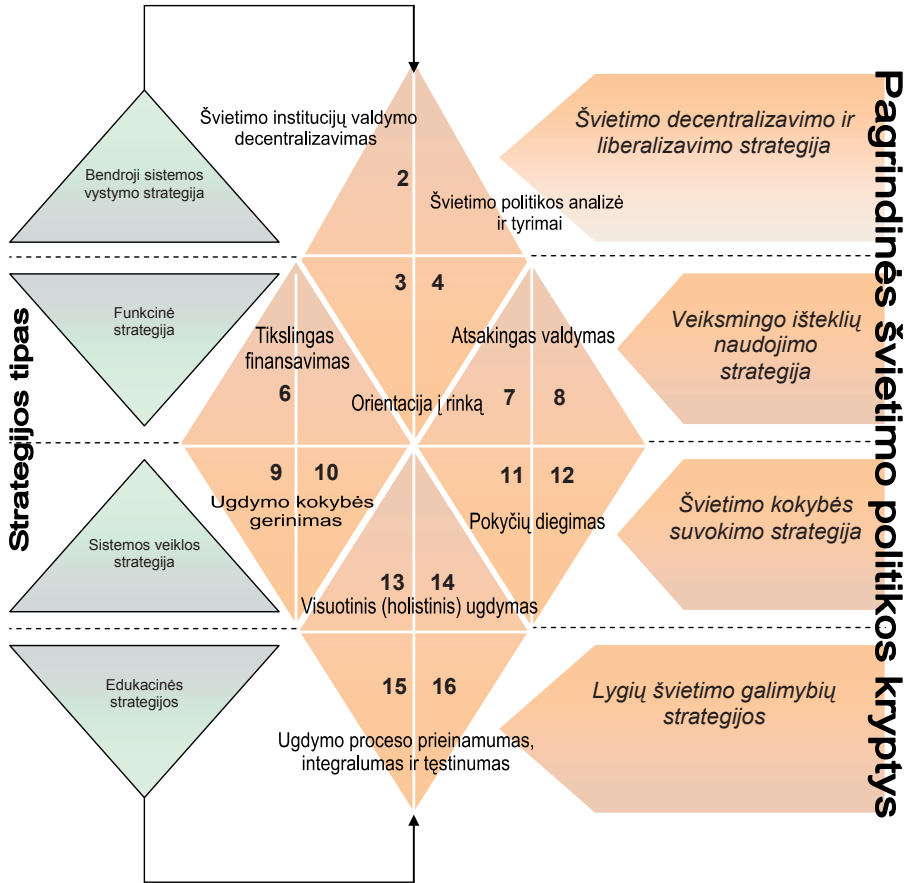 Strategijos tipas
Bendroji sistemos
vystymo strategija
Funkcinė
strategija
Sistemos veiklos
strategija
Edukacinės
strategijos
Švietimo institucijų valdymo
decentralizavimas
2
Švietimo politikos analizė
ir tyrimai
3 4
Tikslingas
finansavimas
Atsakingas valdymas
6
Orientacija į rinką
7 8
9 10
Ugdymo kokybės
gerinimas
11 12
Pokyčių diegimas
13 14
Visuotinis (holistinis) ugdymas
15 16
Ugdymo proceso prieinamumas,
integralumas ir tęstinumas
Švietimo decentralizavimo ir
liberalizavimo strategija
Veiksmingo išteklių
naudojimo
strategija
Švietimo kokybės
suvokimo strategija
Lygių švietimo galimybių
strategijos
Pagrindinės švietimo politikos kryptys